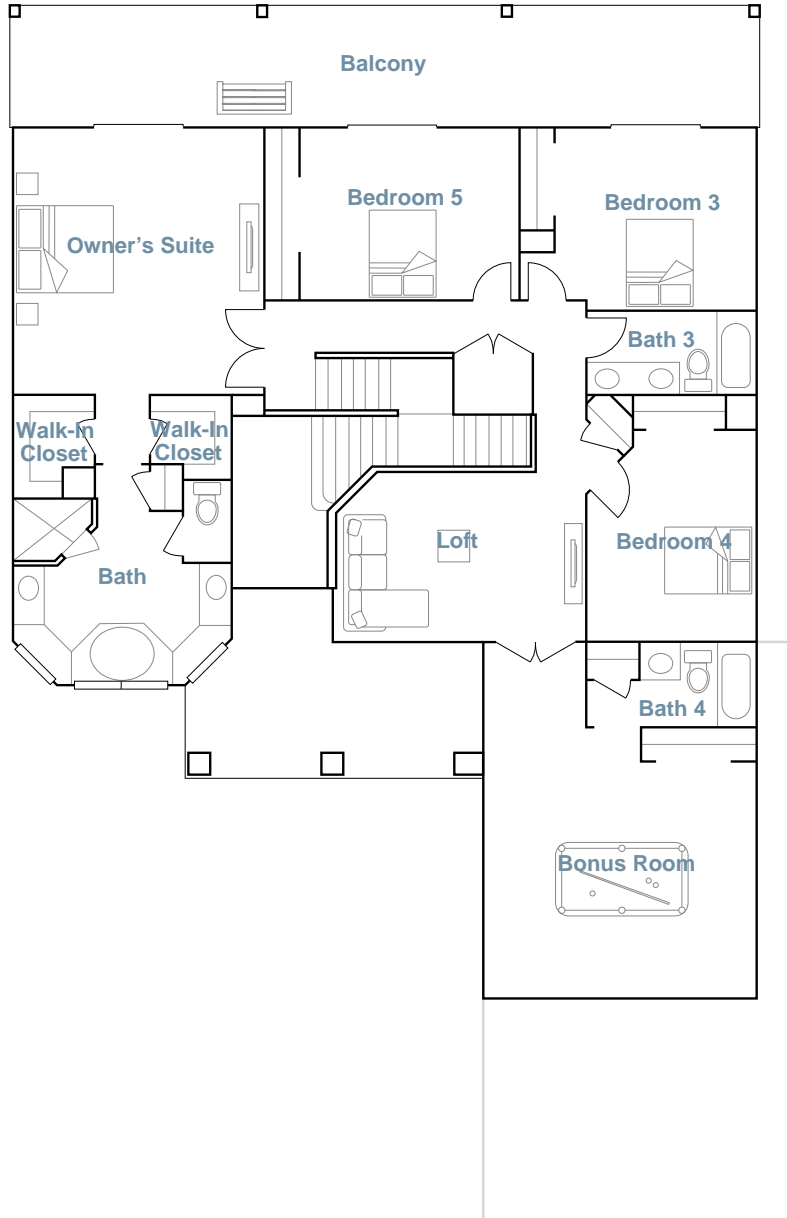 Balcony
Bedroom 5
Bedroom 3
Owner's Suite
Bath 3
Walk-In
Closet
Walk-In
Closet
Loft
Bedroom 4
Bath
Bath 4
Bonus Room